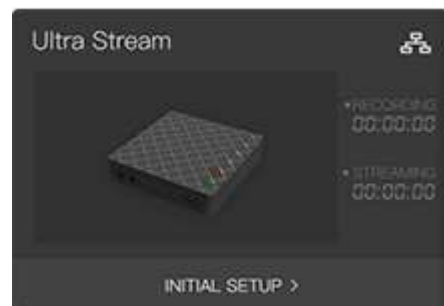 Ultra Stream
•RECORDING
00:00:00
•STREAMING
00:00:00
INITIAL SETUP >